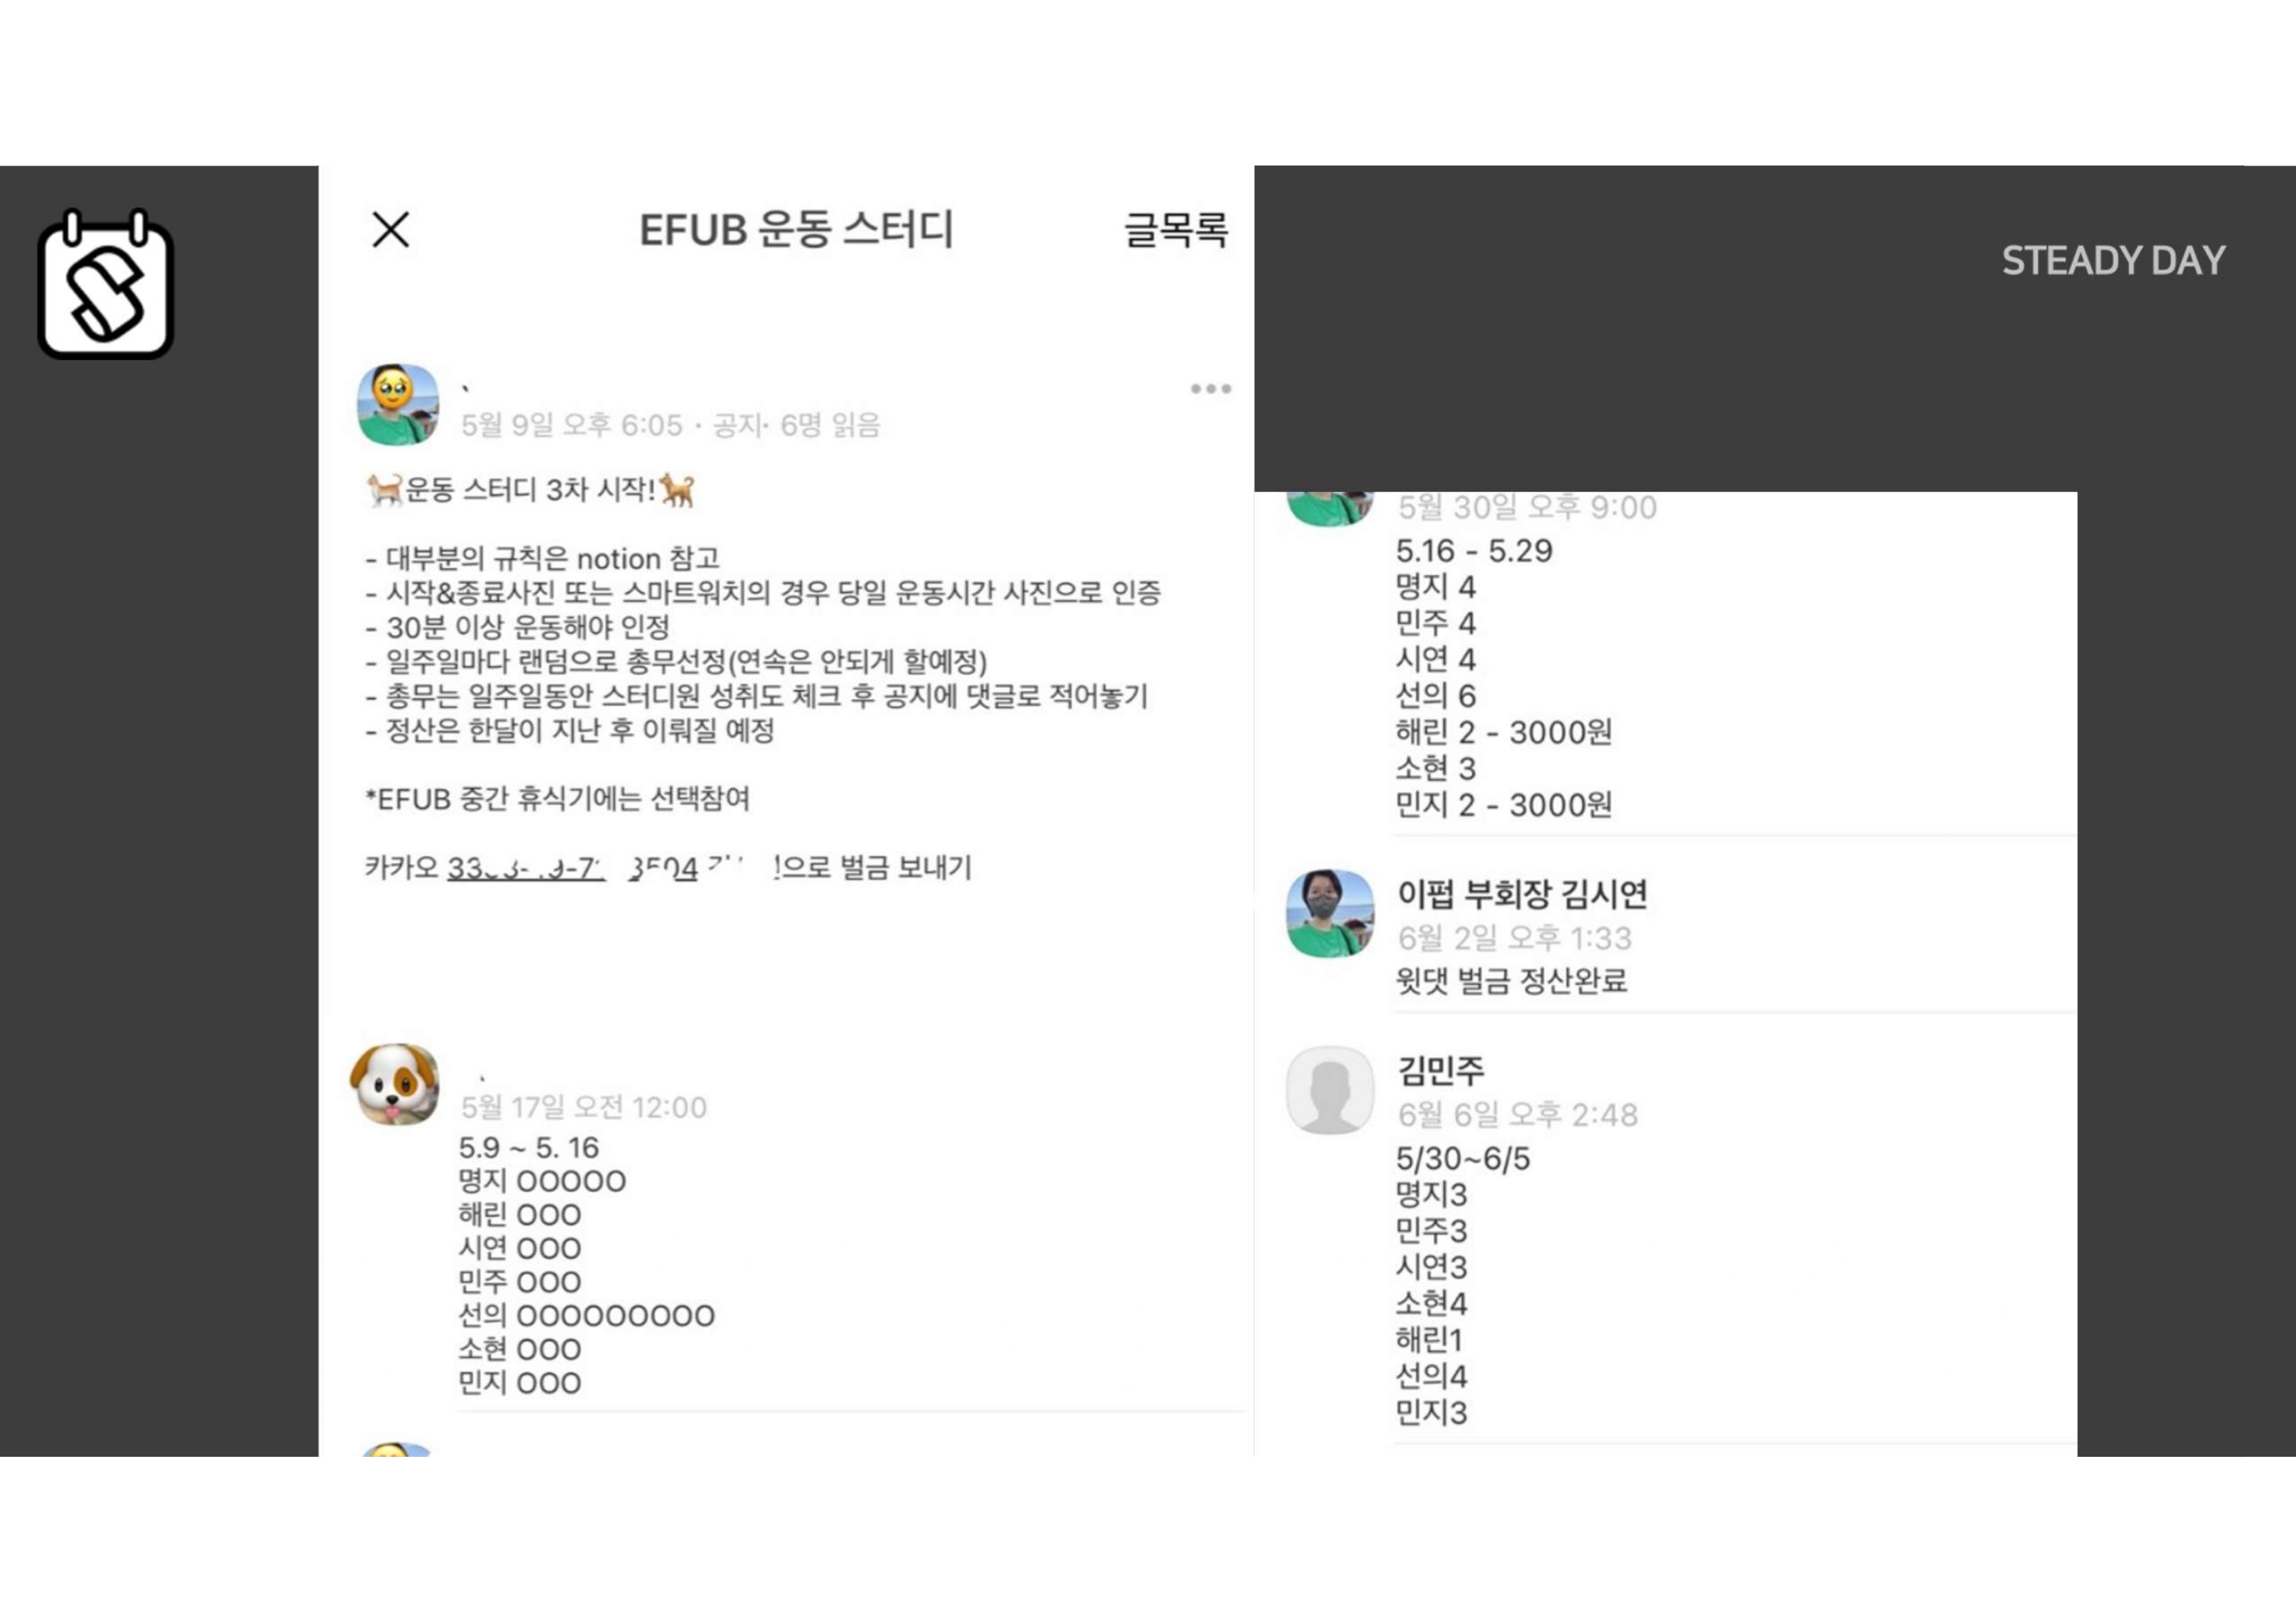 EFUB 운동 스터디
글목록
5월 9일 오후 6:05 · 공지· 6명 읽음
운동 스터디 3차 시작!
- 대부분의 규칙은 notion 참고
- 시작&종료사진 또는 스마트워치의 경우 당일 운동시간 사진으로 인증
- 30분 이상 운동해야 인정
- 일주일마다 랜덤으로 총무선정(연속은 안되게 할예정)
- 총무는 일주일동안 스터디원 성취도 체크 후 공지에 댓글로 적어놓기
- 정산은 한달이 지난 후 이뤄질 예정
*EFUB 중간 휴식기에는 선택참여
카카오 으로 벌금 보내기
5월 17일 오전 12:00
5.9 ~ 5. 16
명지 OOOOO
해린 OOO
시연 OOO
민주 OOO
선의 OOOOOOOOO
소현 OOO
민지 OOO
STEADY DAY
5월 30일 오후 9:00
5.16 - 5.29
명지 4
민주 4
시연 4
선의 6
해린 2 - 3000원
소현 3
민지 2 - 3000원
이펍 부회장 김시연
6월 2일 오후 1:33
윗댓 벌금 정산완료
김민주
6월 6일 오후 2:48
5/30~6/5
명지3
민주3
시연3
소현4
해린1
선의4
민지3